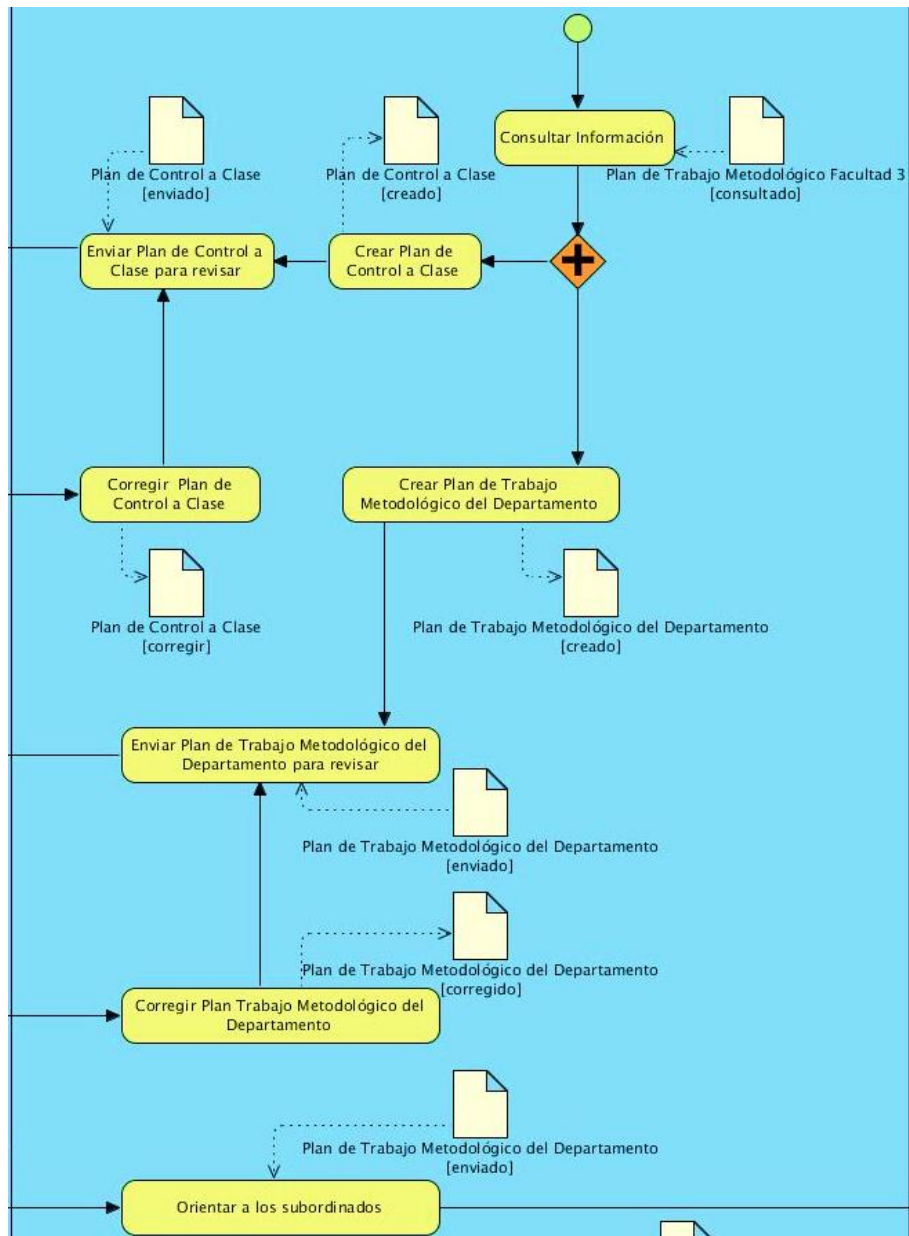 Consultar Información
Plan de Control a Clase
[enviado]
Plan de Control a Clase
[creado]
Plan de Trabajo Metodológico Facultad 3
[consultado]
Enviar Plan de Control a
Clase para revisar
Crear Plan de
Control a Clase
Corregir Plan de
Control a Clase
Crear Plan de Trabajo
Metodológico del Departamento
Plan de Control a Clase
[corregir]
Plan de Trabajo Metodológico del Departamento
[creado]
Enviar Plan de Trabajo Metodológico del
Departamento para revisar
Plan de Trabajo Metodológico del Departamento
[enviado]
Plan de Trabajo Metodológico del Departamento
[corregido]
Corregir Plan Trabajo Metodológico del
Departamento
Plan de Trabajo Metodológico del Departamento
[enviado]
Orientar a los subordinados